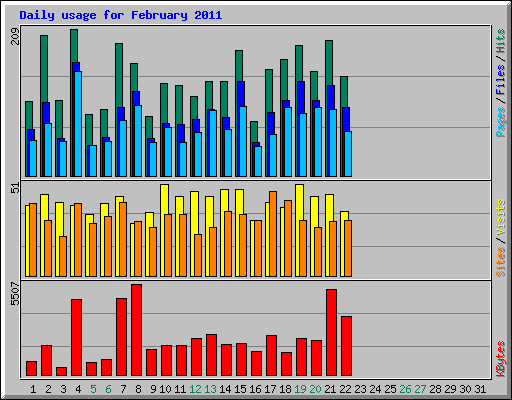 Daily usage for February 2011
209
51
5507
Pages / Files / Hits
Sites / Visits
KBytes
1 2 3 4 5 6 7 8 9 10 11 12 13 14 15 16 17 18 19 20 21 22 23 24 25 26 27 28 29 30 31